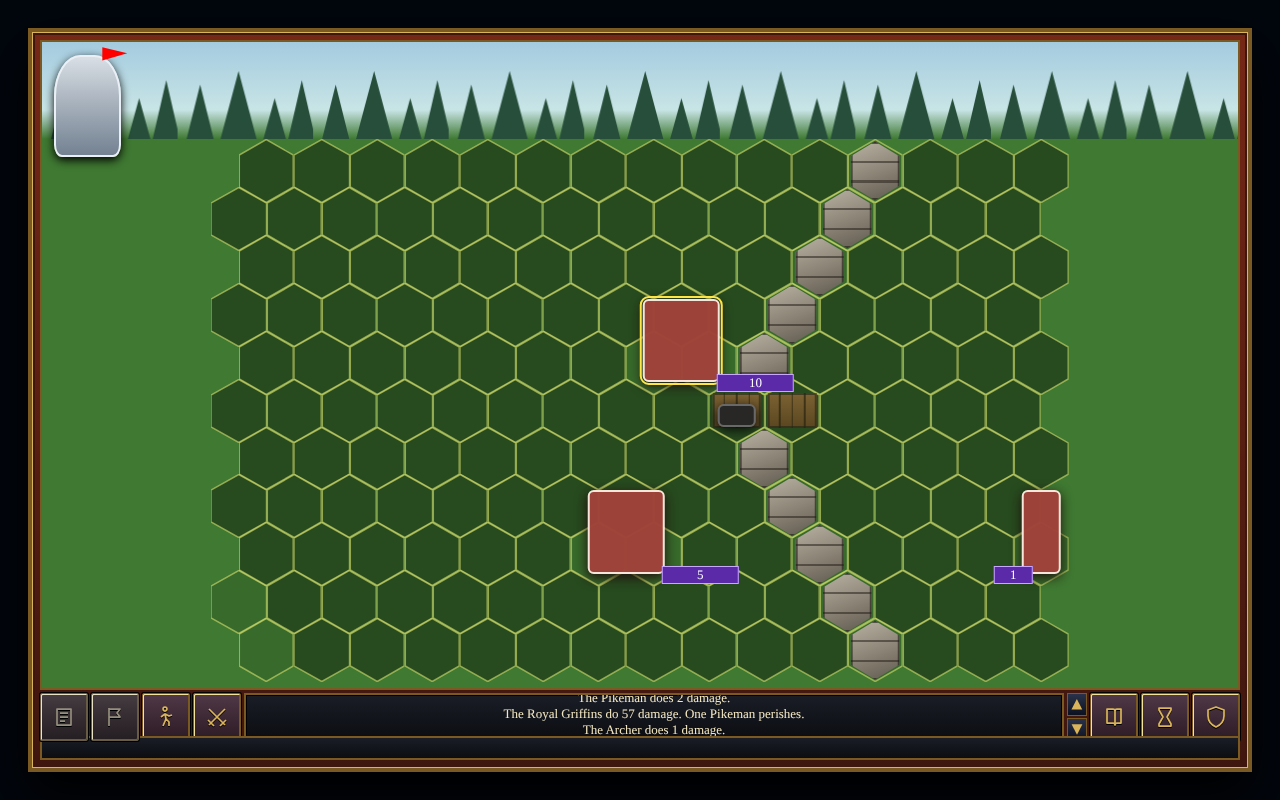 10
5
1
The Pikeman does 2 damage.
The Royal Griffins do 57 damage. One Pikeman perishes.
The Archer does 1 damage.